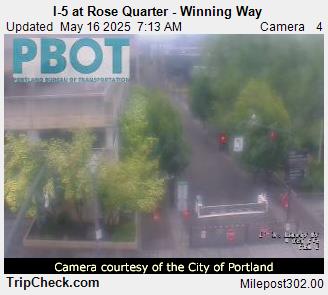 I-5 at Rose Quarter - Winning Way
Updated May 16 2025 7:13 AM Camera 4
PBOT
PORTLAND BUREAU OF TRANSPORTATION
Camera courtesy of the City of Portland
TripCheck.com Milepost302.00